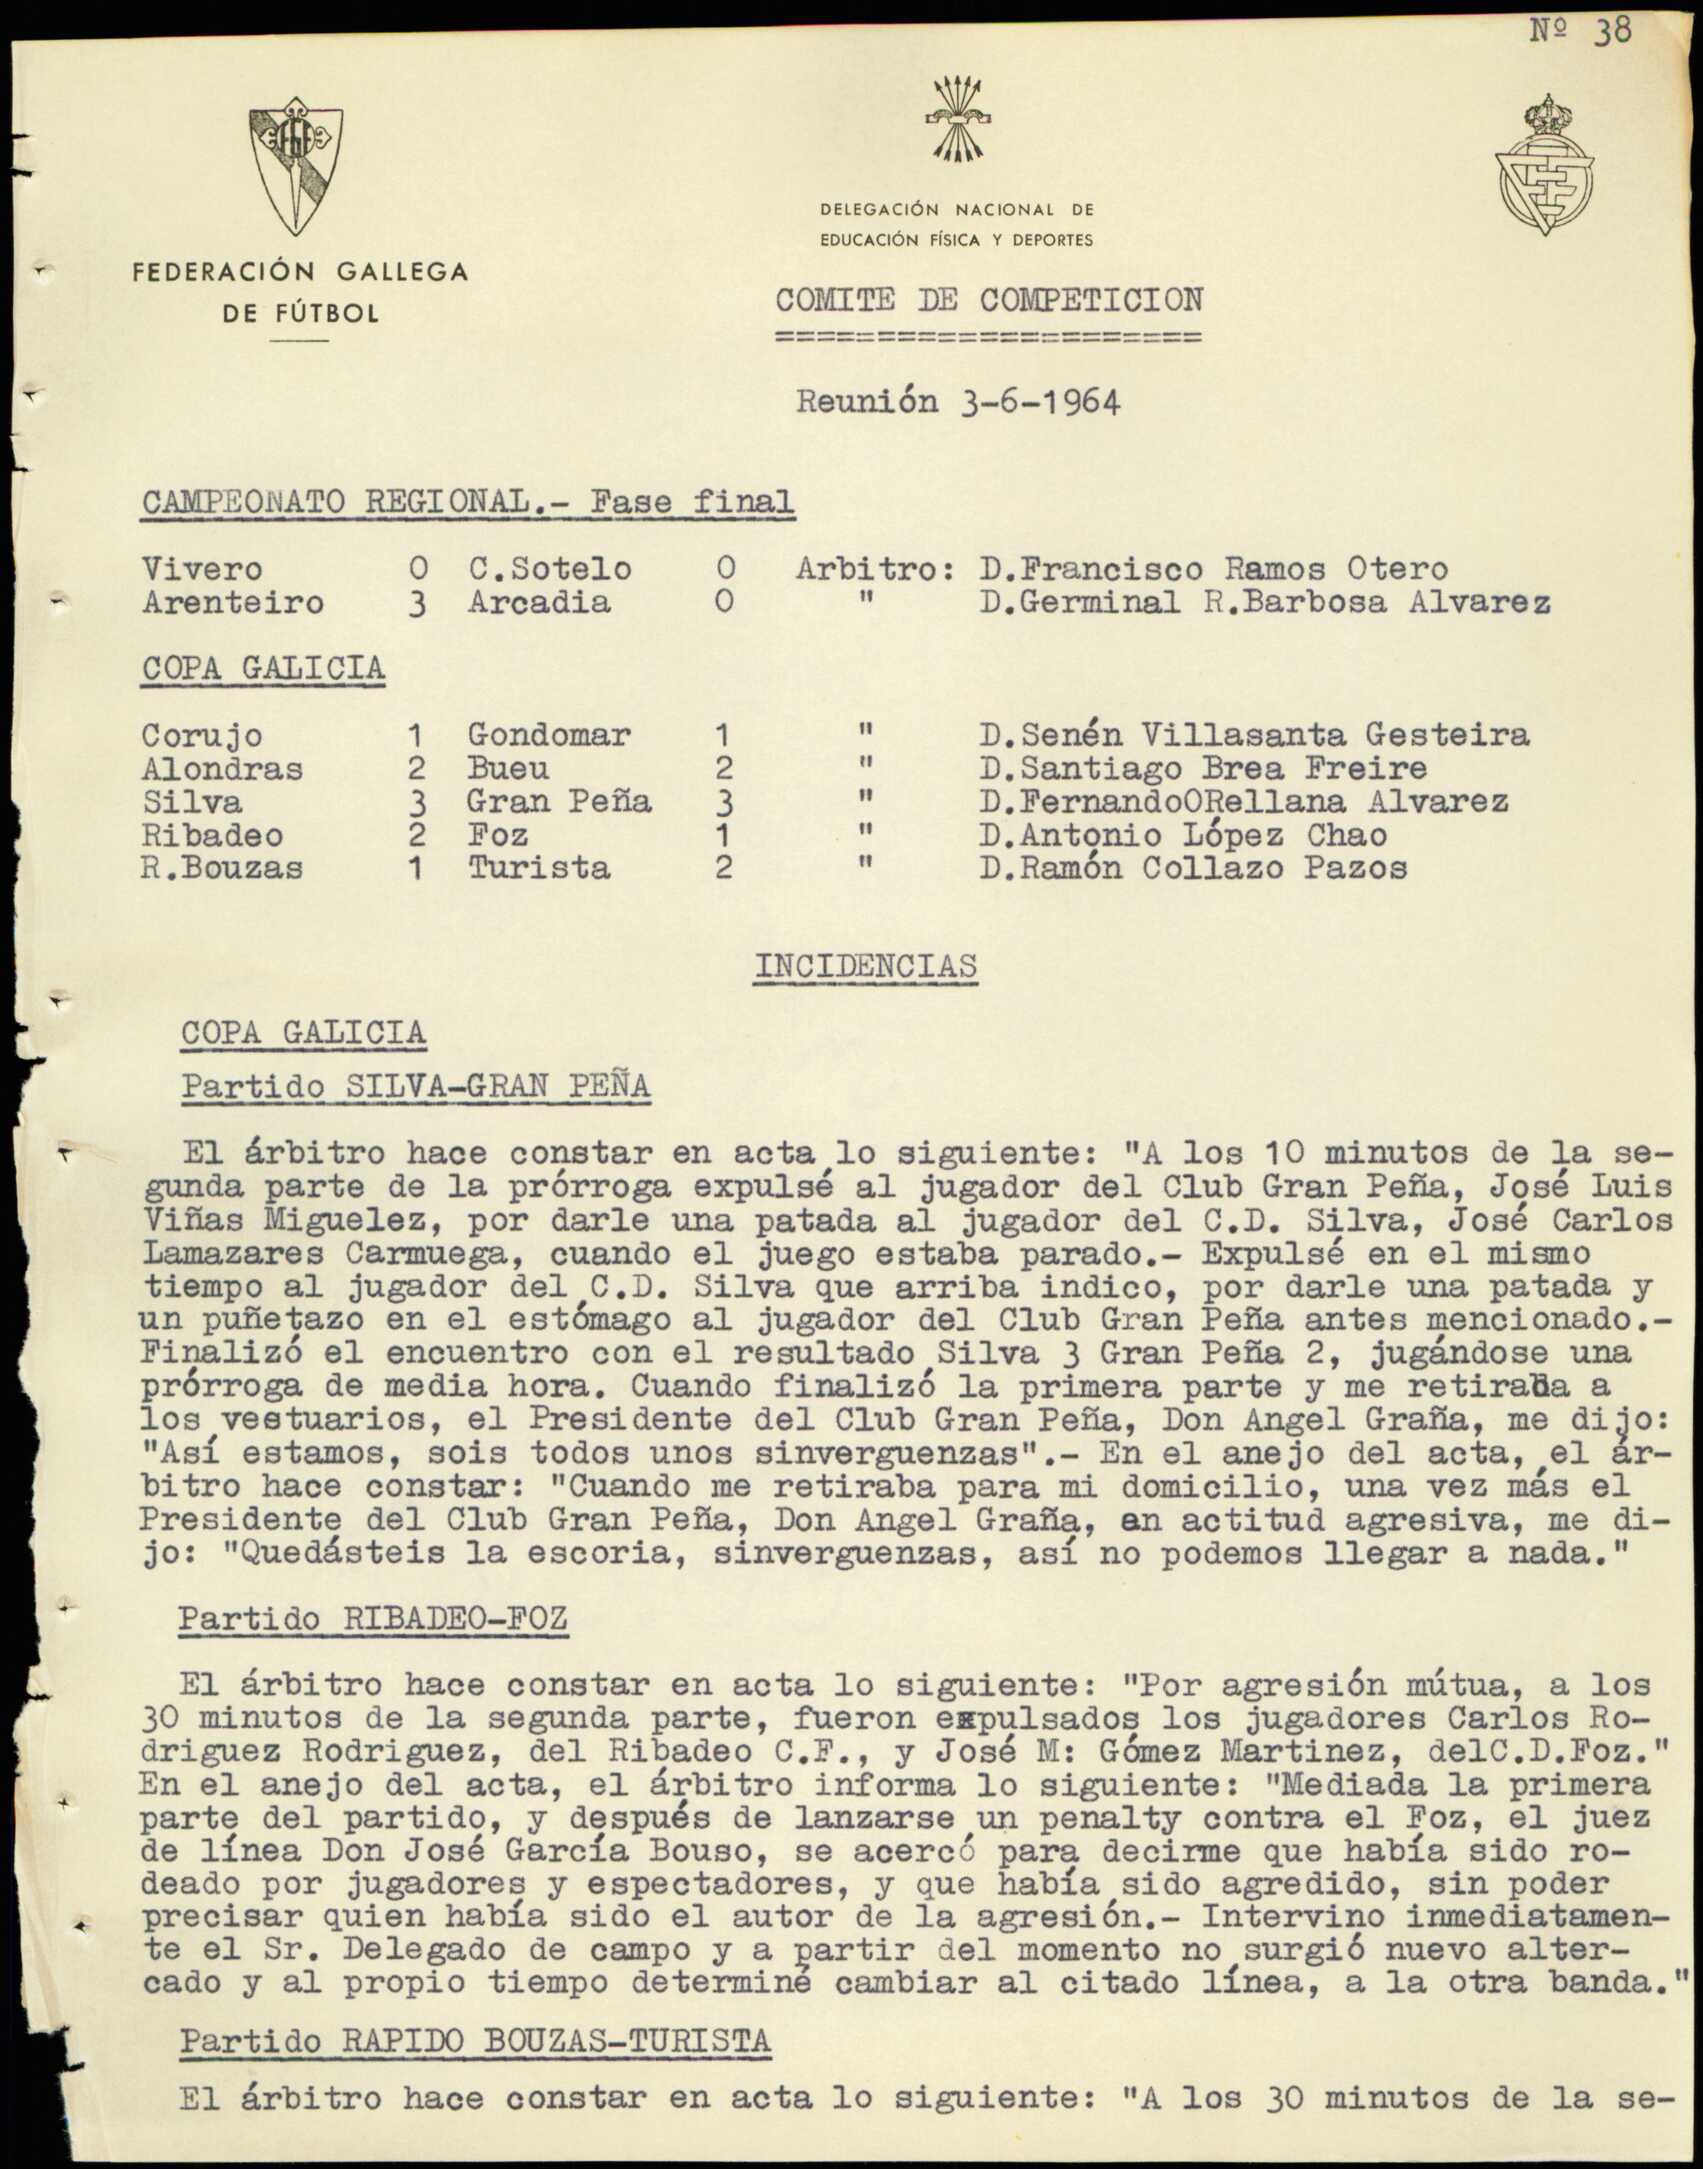 Nº 38
DELEGACIÓN NACIONAL DE
EDUCACIÓN FÍSICA Y DEPORTES
FEDERACIÓN GALLEGA
DE FÚTBOL
COMITE DE COMPETICION
=====================
Reunión 3-6-1964
CAMPEONATO REGIONAL.- Fase final
Vivero 0 C.Sotelo 0 Arbitro: D.Francisco Ramos Otero
Arenteiro 3 Arcadia 0 " D.Germinal R.Barbosa Alvarez
COPA GALICIA
Corujo 1 Gondomar 1 " D.Senén Villasanta Gesteira
Alondras 2 Bueu 2 " D.Santiago Brea Freire
Silva 3 Gran Peña 3 " D.FernandoORellana Alvarez
Ribadeo 2 Foz 1 " D.Antonio López Chao
R.Bouzas 1 Turista 2 " D.Ramón Collazo Pazos
INCIDENCIAS
COPA GALICIA
Partido SILVA-GRAN PEÑA
El árbitro hace constar en acta lo siguiente: "A los 10 minutos de la se-
gunda parte de la prórroga expulsé al jugador del Club Gran Peña, José Luis
Viñas Miguelez, por darle una patada al jugador del C.D. Silva, José Carlos
Lamazares Carmuega, cuando el juego estaba parado.- Expulsé en el mismo
tiempo al jugador del C.D. Silva que arriba indico, por darle una patada y
un puñetazo en el estómago al jugador del Club Gran Peña antes mencionado.-
Finalizó el encuentro con el resultado Silva 3 Gran Peña 2, jugándose una
prórroga de media hora. Cuando finalizó la primera parte y me retiraba a
los vestuarios, el Presidente del Club Gran Peña, Don Angel Graña, me dijo:
"Así estamos, sois todos unos sinverguenzas".- En el anejo del acta, el ár-
bitro hace constar: "Cuando me retiraba para mi domicilio, una vez más el
Presidente del Club Gran Peña, Don Angel Graña, en actitud agresiva, me di-
jo: "Quedásteis la escoria, sinverguenzas, así no podemos llegar a nada."
Partido RIBADEO-FOZ
El árbitro hace constar en acta lo siguiente: "Por agresión mútua, a los
30 minutos de la segunda parte, fueron expulsados los jugadores Carlos Ro-
driguez Rodriguez, del Ribadeo C.F., y José M: Gómez Martinez, delC.D.Foz."
En el anejo del acta, el árbitro informa lo siguiente: "Mediada la primera
parte del partido, y después de lanzarse un penalty contra el Foz, el juez
de línea Don José García Bouso, se acercó para decirme que había sido ro-
deado por jugadores y espectadores, y que había sido agredido, sin poder
precisar quien había sido el autor de la agresión.- Intervino inmediatamen-
te el Sr. Delegado de campo y a partir del momento no surgió nuevo alter-
cado y al propio tiempo determiné cambiar al citado línea, a la otra banda."
Partido RAPIDO BOUZAS-TURISTA
El árbitro hace constar en acta lo siguiente: "A los 30 minutos de la se-